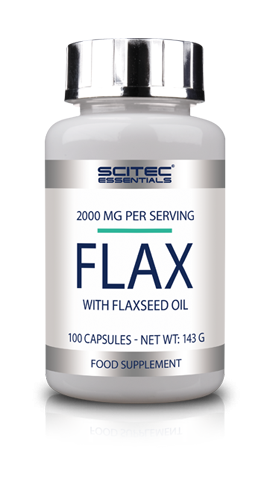 SCITEC®
ESSENTIALS
2000 MG PER SERVING
FLAX
WITH FLAXSEED OIL
100 CAPSULES - NET WT: 143 G
FOOD SUPPLEMENT